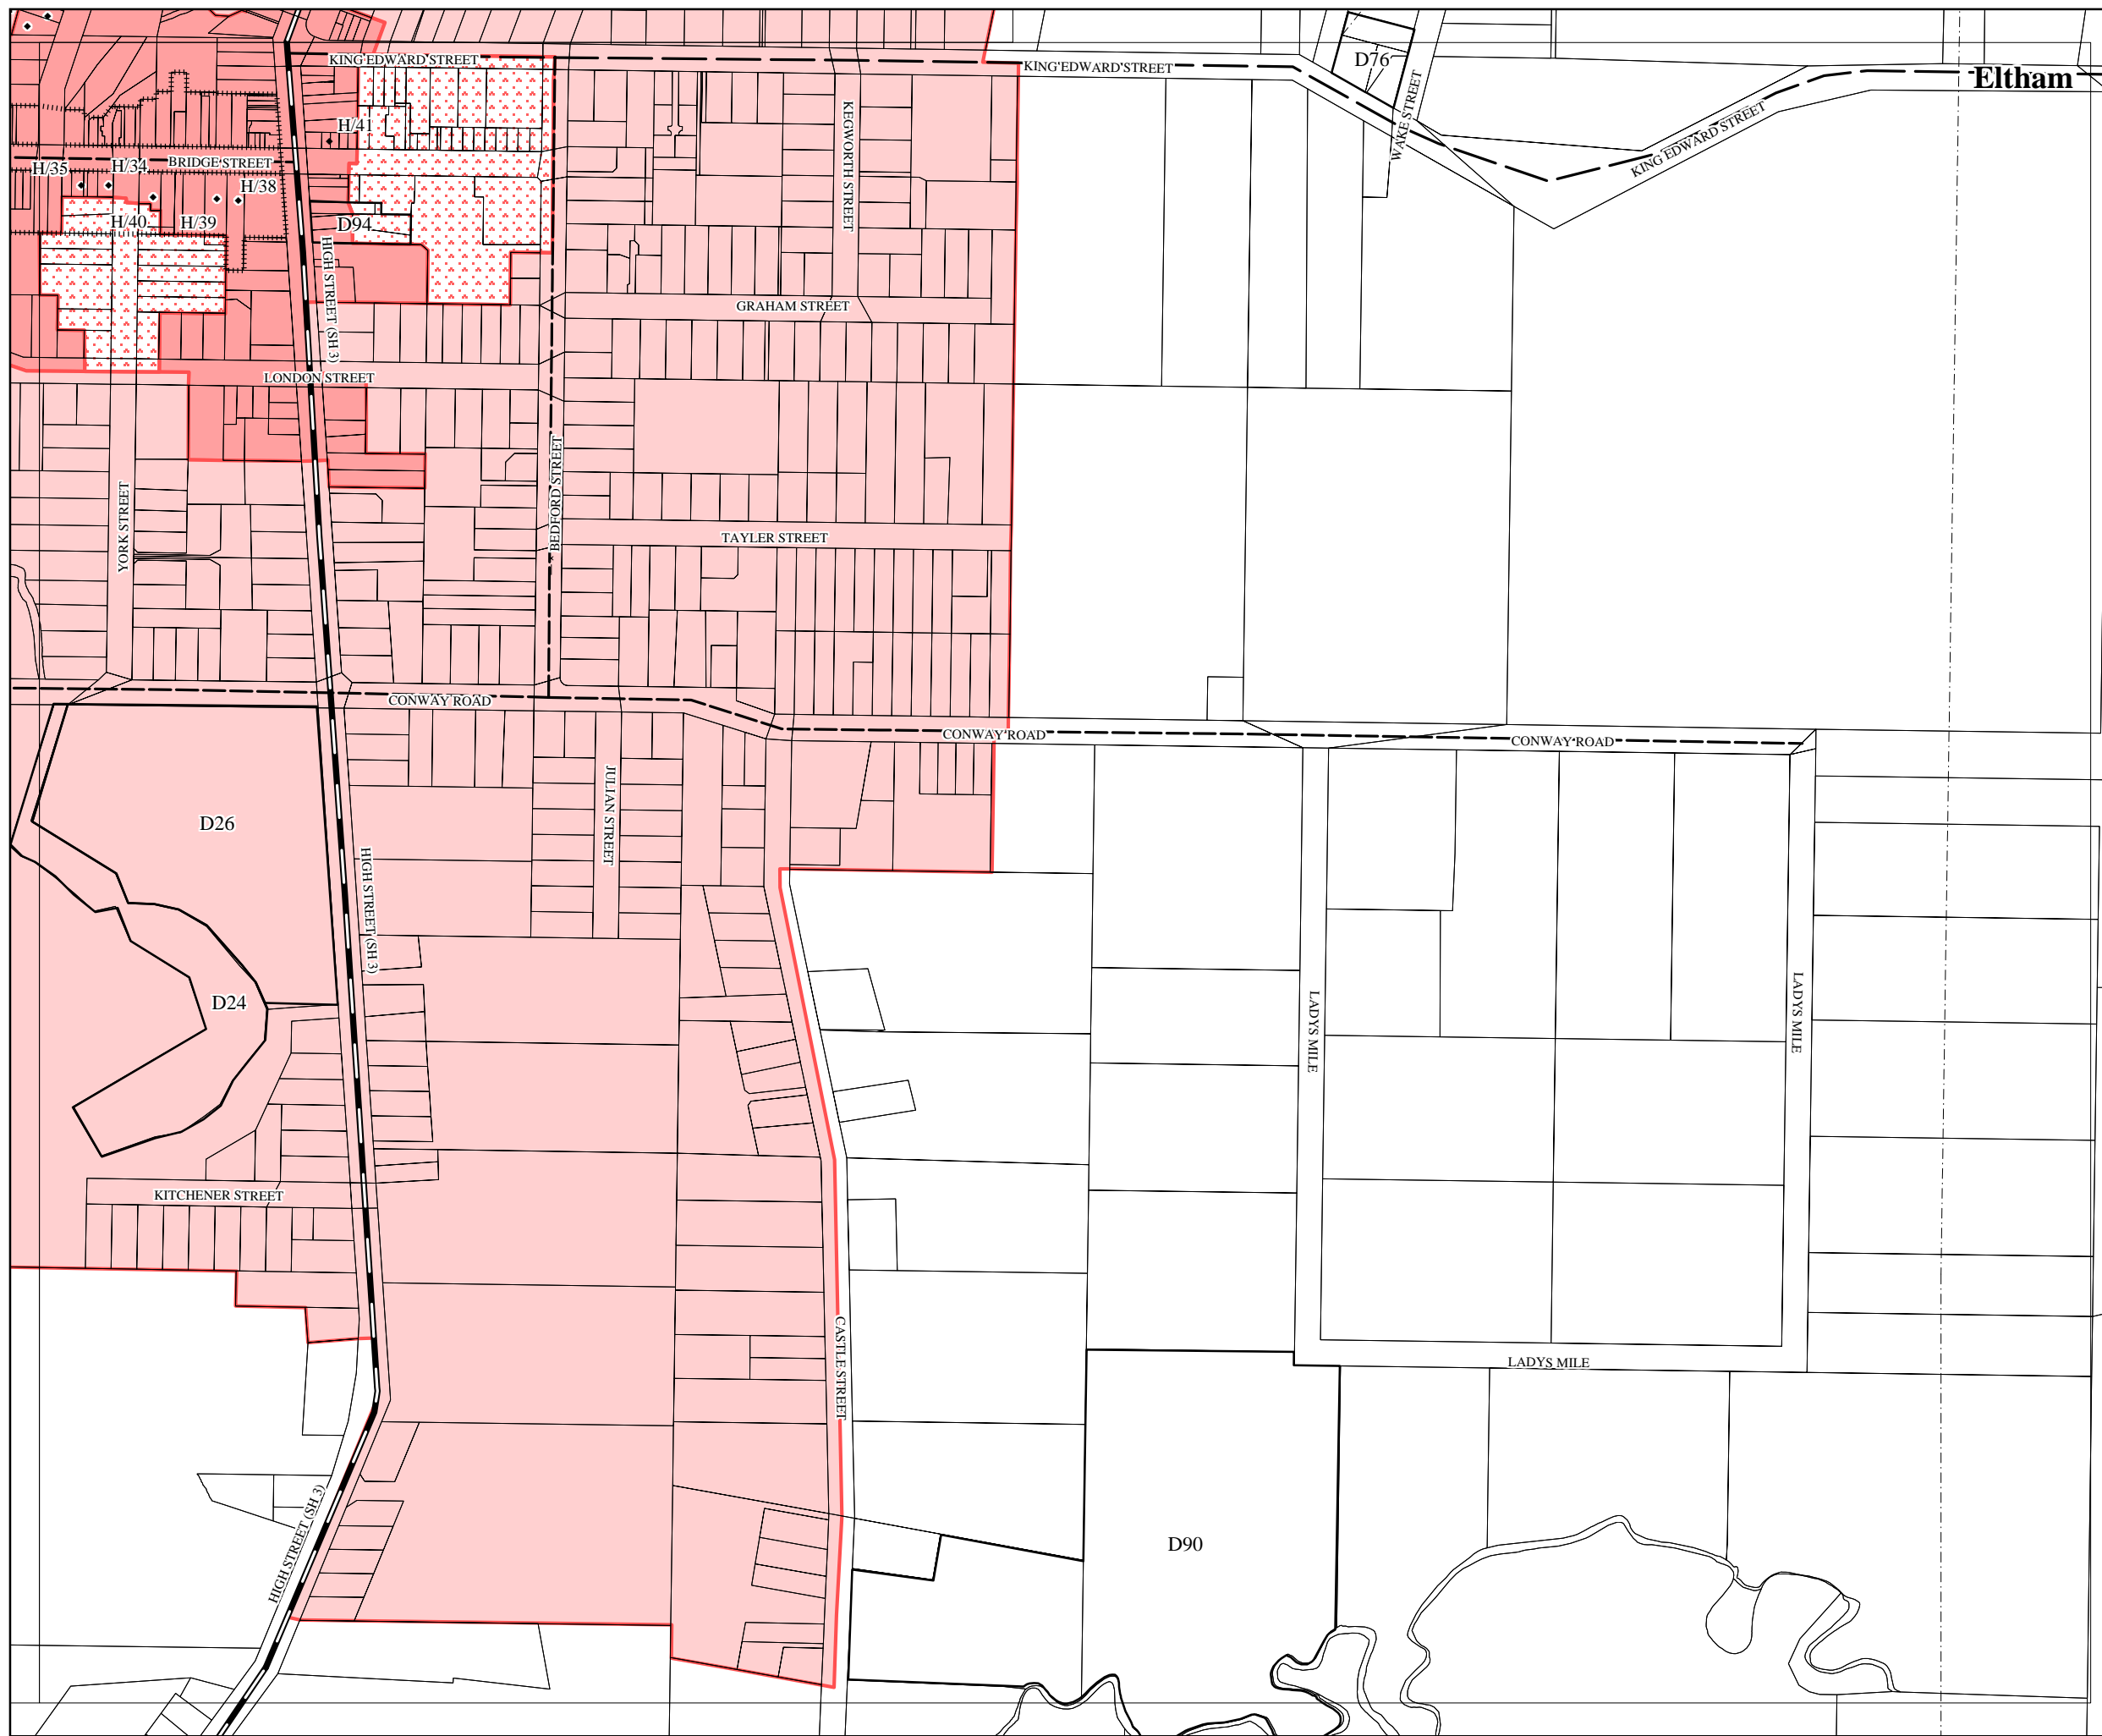 KING EDWARD STREET
KING EDWARD STREET
D76
Eltham
WAKE STREET
KING EDWARD STREET
H/41
KEGWORTH STREET
BRIDGE STREET
H/35
H/34
H/38
H/40
H/39
D94
HIGH STREET (SH 3)
GRAHAM STREET
LONDON STREET
BEDFORD STREET
YORK STREET
TAYLER STREET
CONWAY ROAD
CONWAY ROAD
CONWAY ROAD
D26
JULIAN STREET
HIGH STREET (SH 3)
D24
LADYS MILE
LADYS MILE
KITCHENER STREET
CASTLE STREET
LADYS MILE
HIGH STREET (SH 3)
D90